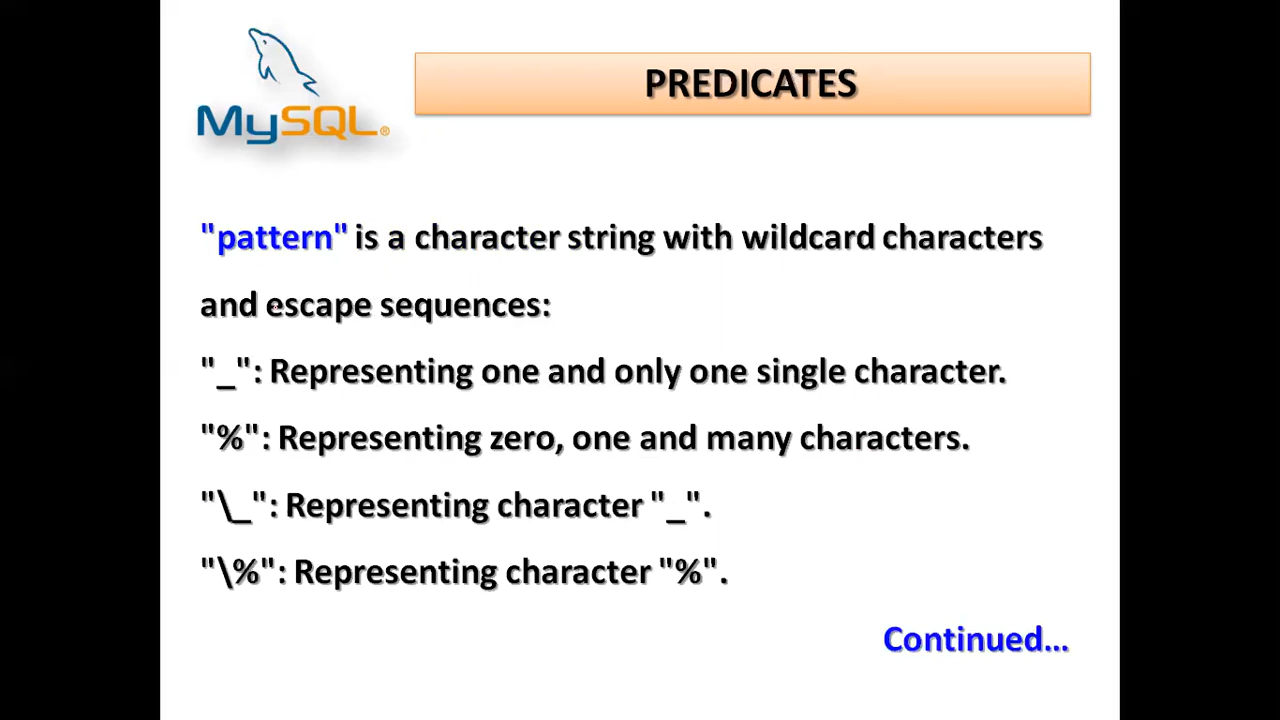 MySQL®
PREDICATES
"pattern" is a character string with wildcard characters
and escape sequences:
"_": Representing one and only one single character.
"%": Representing zero, one and many characters.
"\_": Representing character "_".
"\%": Representing character "%".
Continued...